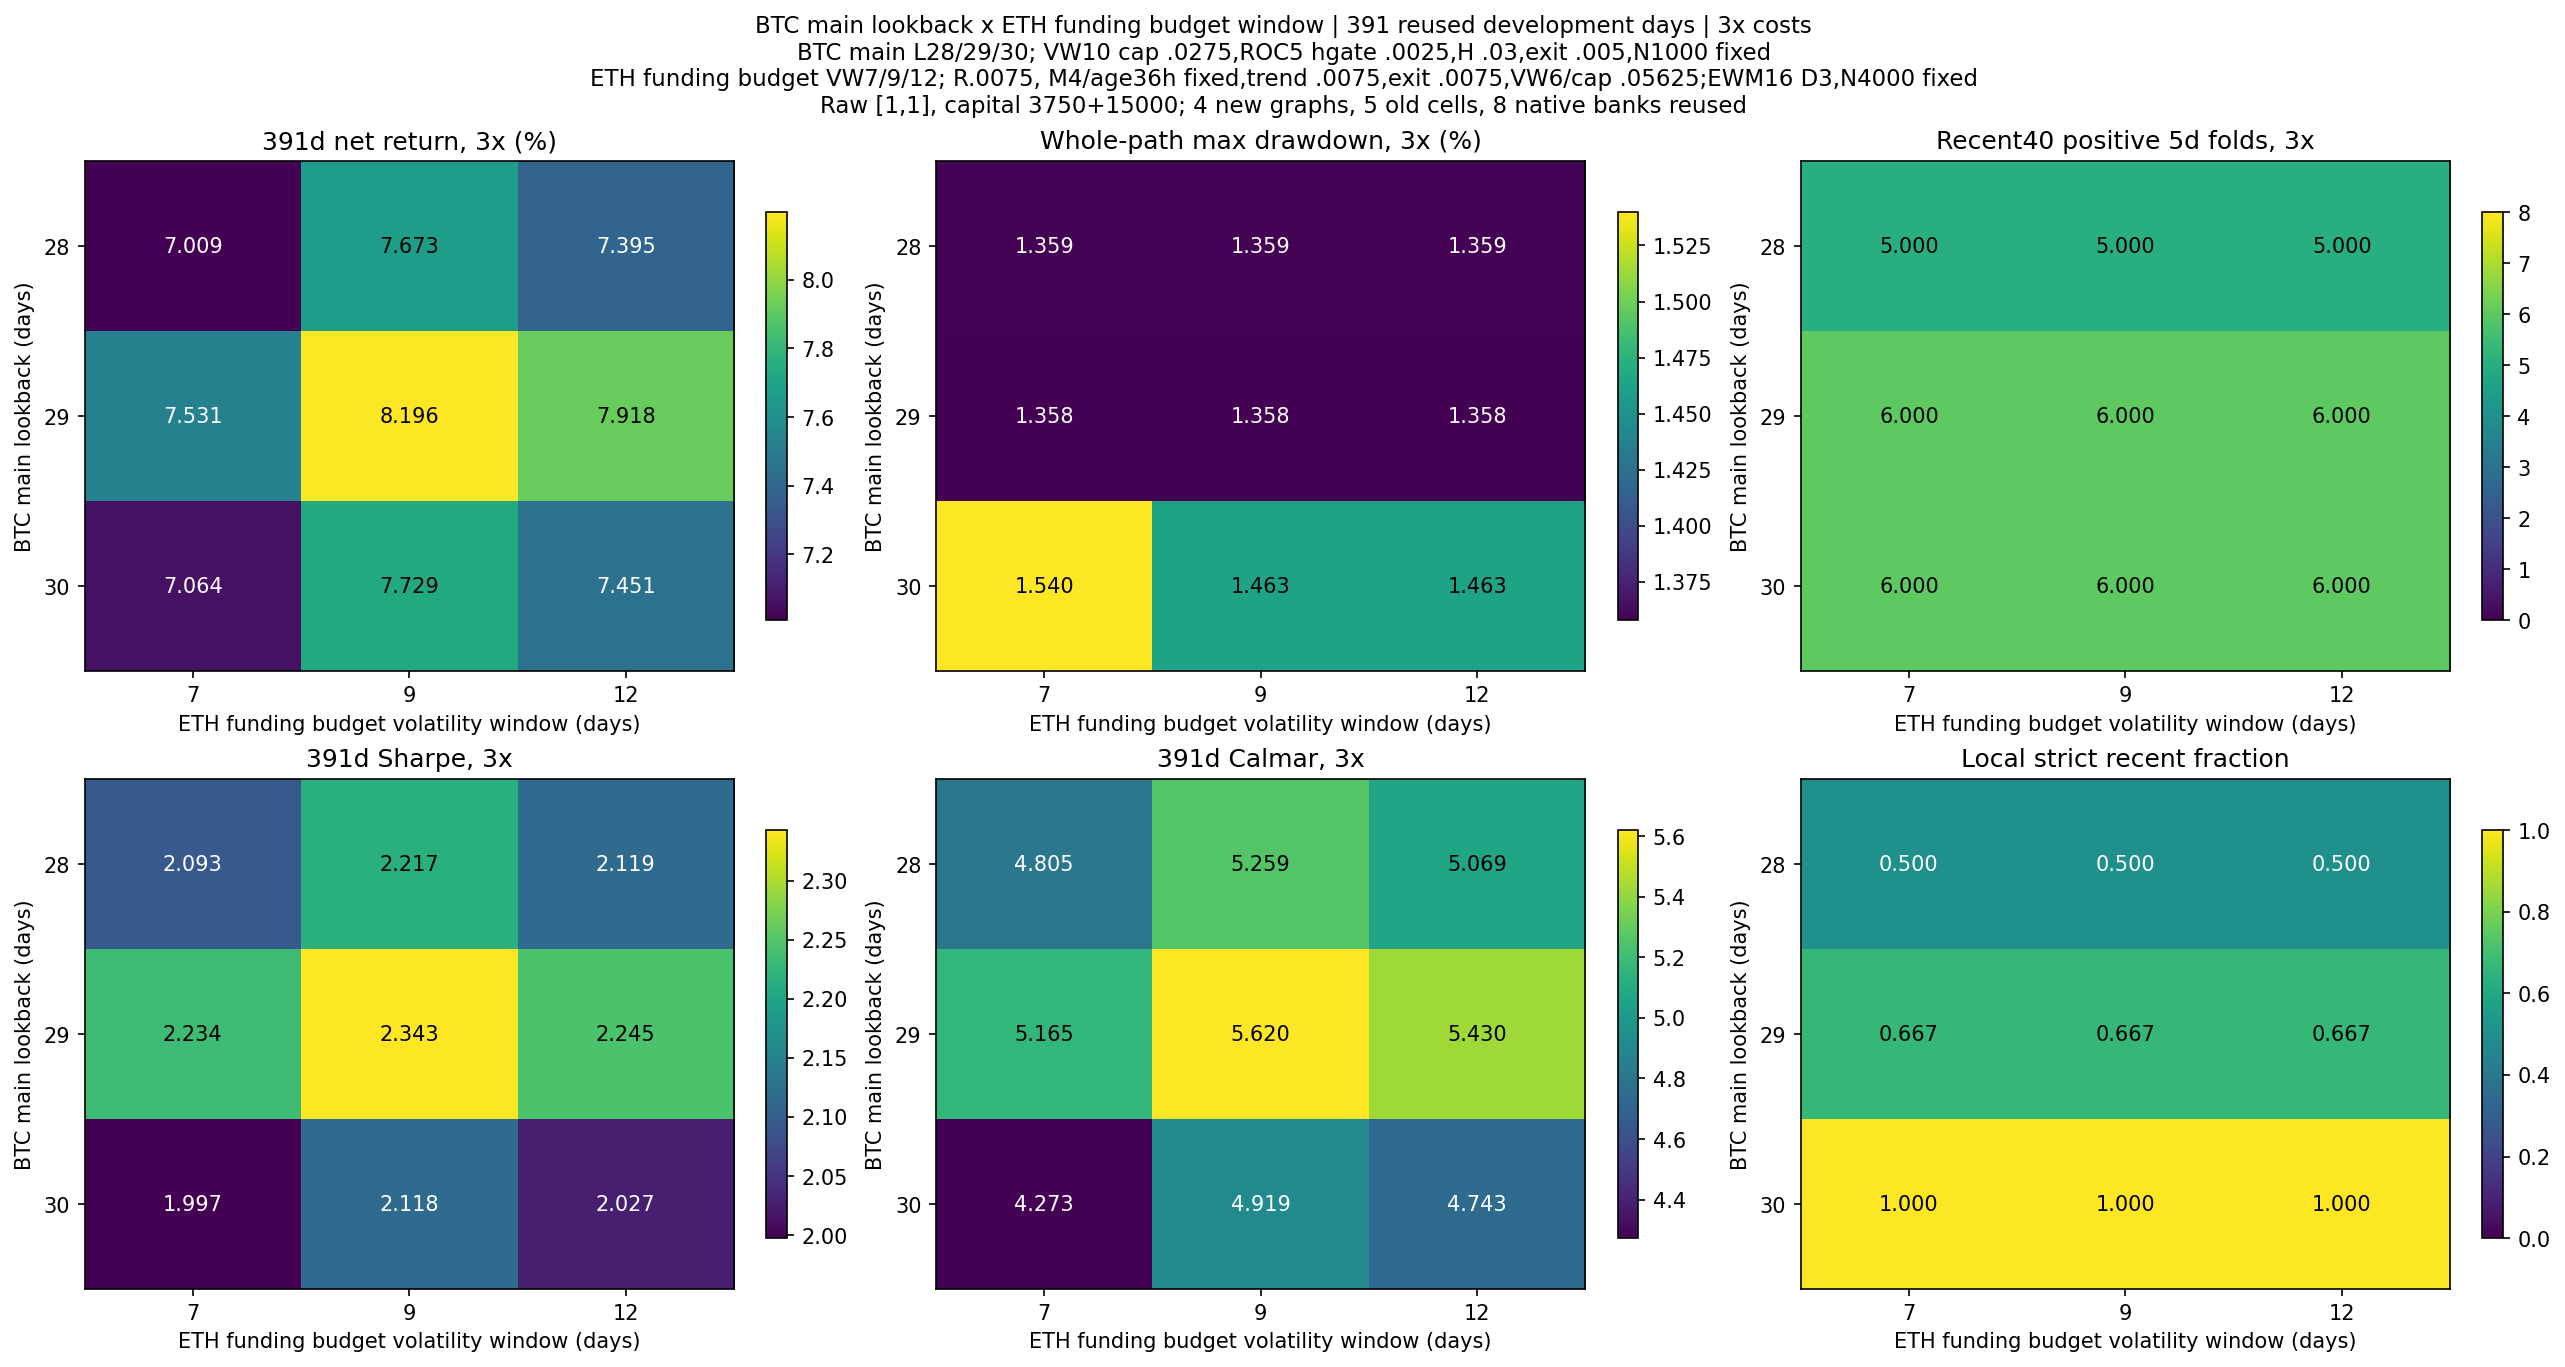 BTC main lookback x ETH funding budget window | 391 reused development days | 3x costs
BTC main L28/29/30; VW10 cap .0275,ROC5 hgate .0025,H .03,exit .005,N1000 fixed
ETH funding budget VW7/9/12; R.0075, M4/age36h fixed,trend .0075,exit .0075,VW6/cap .05625;EWM16 D3,N4000 fixed
Raw [1,1], capital 3750+15000; 4 new graphs, 5 old cells, 8 native banks reused
391d net return, 3x (%)
BTC main lookback (days)
28
29
30
7.009 7.673 7.395
7.531 8.196 7.918
7.064 7.729 7.451
7 9 12
ETH funding budget volatility window (days)
8.0
7.8
7.6
7.4
7.2
Whole-path max drawdown, 3x (%)
BTC main lookback (days)
28
29
30
1.359 1.359 1.359
1.358 1.358 1.358
1.540 1.463 1.463
7 9 12
ETH funding budget volatility window (days)
1.525
1.500
1.475
1.450
1.425
1.400
1.375
Recent40 positive 5d folds, 3x
BTC main lookback (days)
28
29
30
5.000 5.000 5.000
6.000 6.000 6.000
6.000 6.000 6.000
7 9 12
ETH funding budget volatility window (days)
8
7
6
5
4
3
2
1
0
391d Sharpe, 3x
BTC main lookback (days)
28
29
30
2.093 2.217 2.119
2.234 2.343 2.245
1.997 2.118 2.027
7 9 12
ETH funding budget volatility window (days)
2.30
2.25
2.20
2.15
2.10
2.05
2.00
391d Calmar, 3x
BTC main lookback (days)
28
29
30
4.805 5.259 5.069
5.165 5.620 5.430
4.273 4.919 4.743
7 9 12
ETH funding budget volatility window (days)
5.6
5.4
5.2
5.0
4.8
4.6
4.4
Local strict recent fraction
BTC main lookback (days)
28
29
30
0.500 0.500 0.500
0.667 0.667 0.667
1.000 1.000 1.000
7 9 12
ETH funding budget volatility window (days)
1.0
0.8
0.6
0.4
0.2
0.0